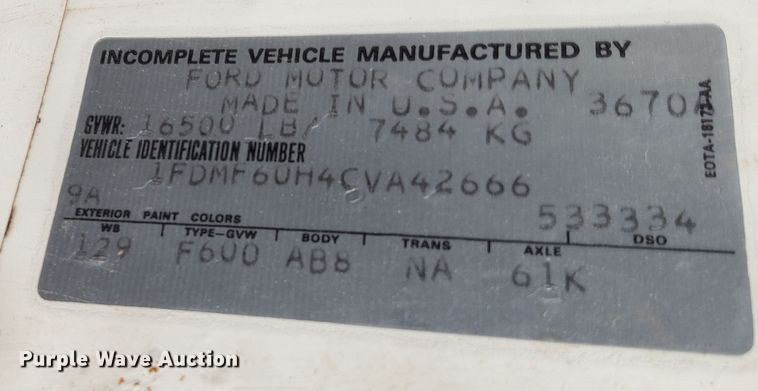 INCOMPLETE VEHICLE MANUFACTURED BY
FORD MOTOR COMPANY
MADE IN U.S.A. 3670A
GVWR: 16500 LB/ 7484 KG
VEHICLE IDENTIFICATION NUMBER
1FDMF60H4CVA42666
9A
533334
EXTERIOR PAINT COLORS DSO
WB TYPE-GVW BODY TRANS AXLE
129 F600 AB8 NA 61K
EOTA-18173-AA
Purple Wave Auction